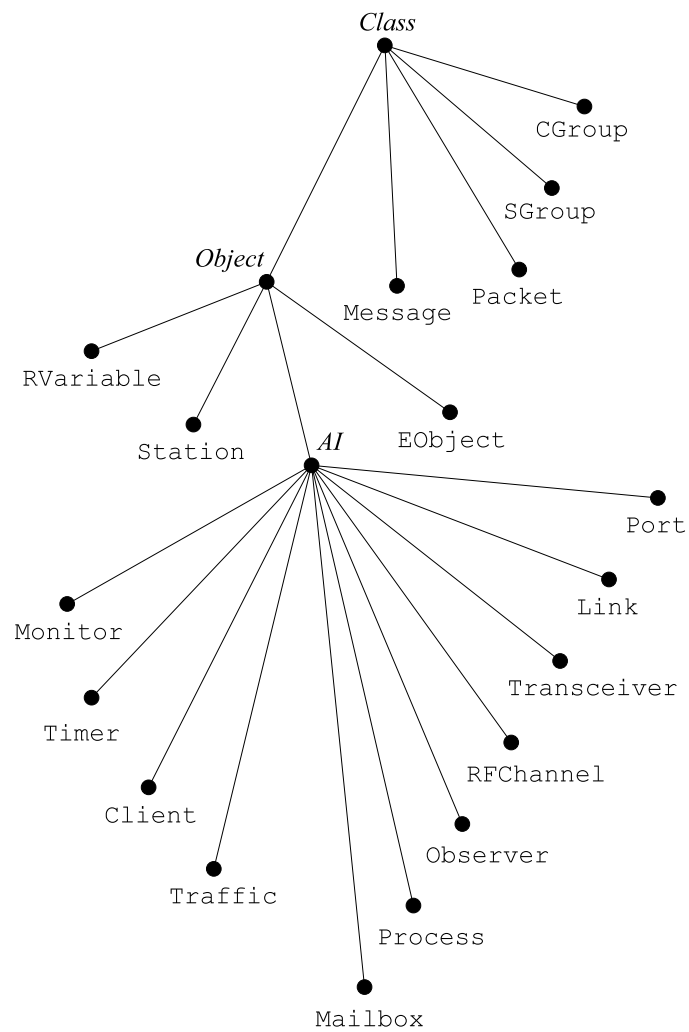 Class
CGroup
SGroup
Object
Packet
Message
RVariable
EObject
Station
AI
Port
Link
Monitor
Transceiver
Timer
RFChannel
Client
Observer
Traffic
Process
Mailbox